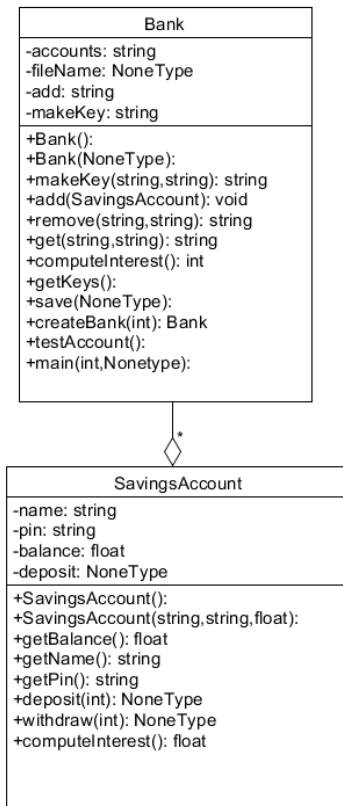 Bank
-accounts: string
-fileName: NoneType
-add: string
-makeKey: string
+Bank():
+Bank(NoneType):
+makeKey(string,string): string
+add(SavingsAccount): void
+remove(string,string): string
+get(string,string): string
+computeInterest(): int
+getKeys():
+save(NoneType):
+createBank(int): Bank
+testAccount():
+main(int,Nonetype):
*
SavingsAccount
-name: string
-pin: string
-balance: float
-deposit: NoneType
+SavingsAccount():
+SavingsAccount(string,string,float):
+getBalance(): float
+getName(): string
+getPin(): string
+deposit(int): NoneType
+withdraw(int): NoneType
+computeInterest(): float